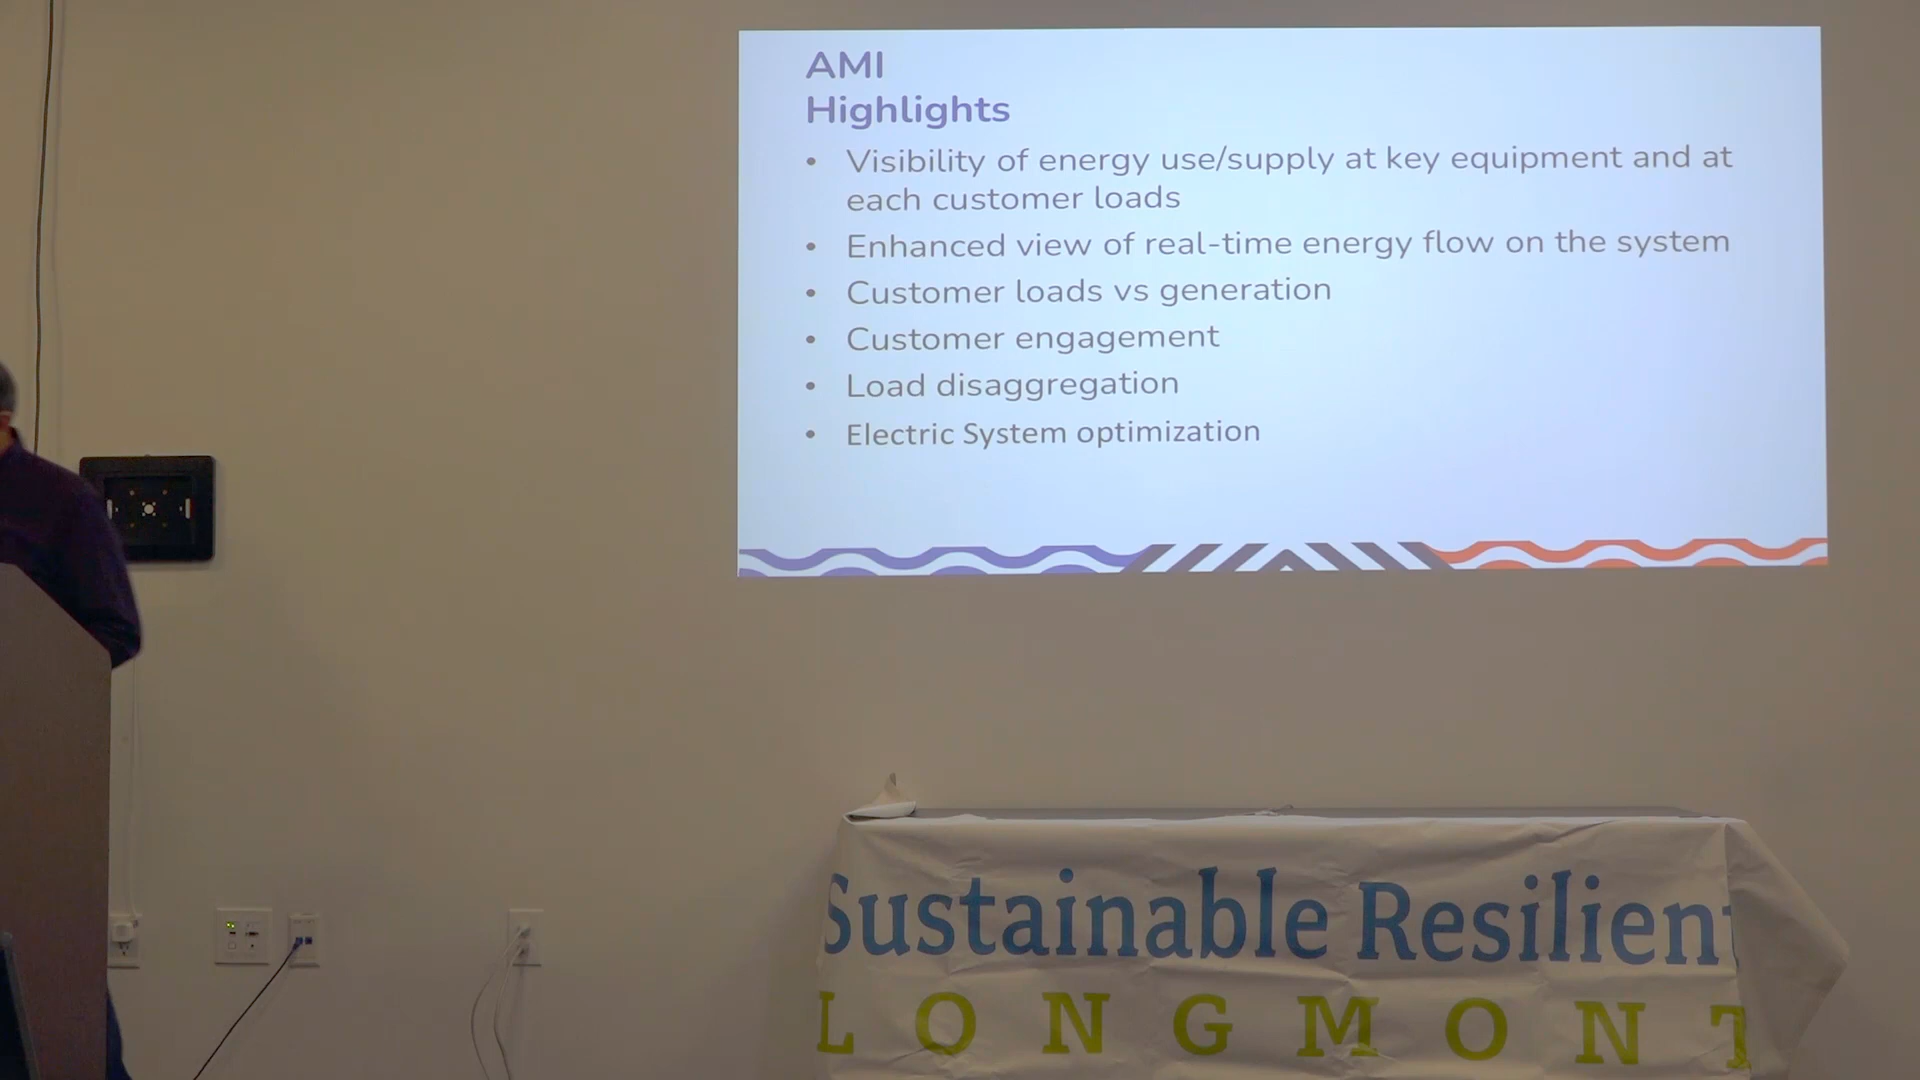 AMI
Highlights
• Visibility of energy use/supply at key equipment and at
each customer loads
• Enhanced view of real-time energy flow on the system
• Customer loads vs generation
• Customer engagement
• Load disaggregation
• Electric System optimization
Sustainable Resilient
LONGMONT